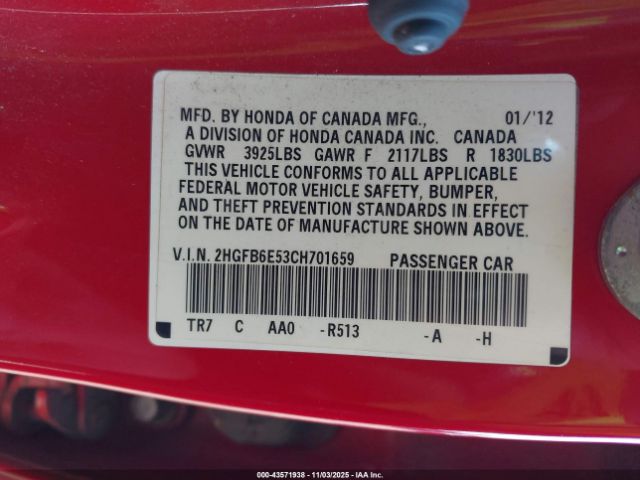 MFD. BY HONDA OF CANADA MFG., 01/'12
A DIVISION OF HONDA CANADA INC. CANADA
GVWR 3925LBS GAWR F 2117LBS R 1830LBS
THIS VEHICLE CONFORMS TO ALL APPLICABLE
FEDERAL MOTOR VEHICLE SAFETY, BUMPER,
AND THEFT PREVENTION STANDARDS IN EFFECT
ON THE DATE OF MANUFACTURE SHOWN ABOVE.
V.I.N. 2HGFB6E53CH701659 PASSENGER CAR
TR7 C AA0 -R513 -A -H
000-43571938 - 11/03/2025 - IAA Inc.